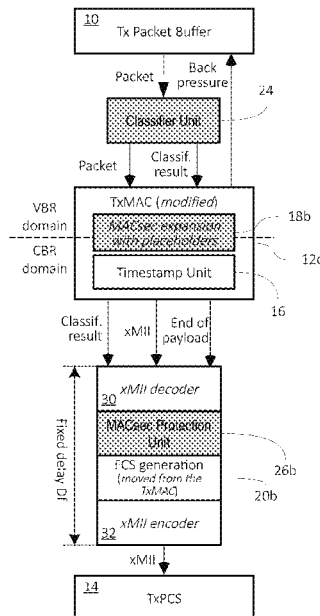 10
Tx Packet Buffer
Packet
Back
pressure
24
Classifier Unit
Packet
Classif.
result
TxMAC (modified)
VBR
domain
MACsec expansion
with placeholders
18b
CBR
domain
12c
Timestamp Unit
16
Classif.
result
xMII
End of
payload
xMII decoder
30
Fixed delay DF
MACsec Protection
Unit
26b
FCS generation
(moved from the
TxMAC)
20b
32
xMII encoder
xMII
14
TxPCS